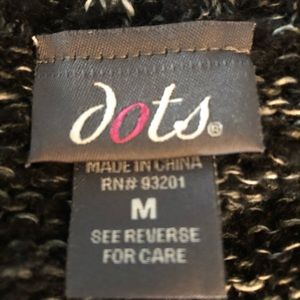 dots®
MADE IN CHINA
RN# 93201
M
SEE REVERSE
FOR CARE